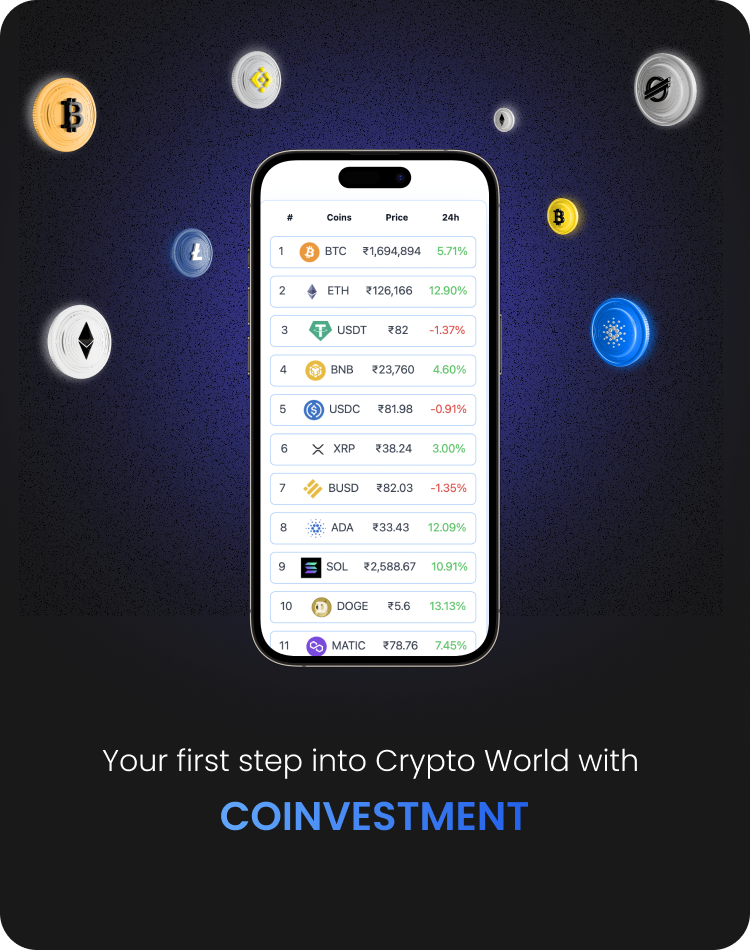 # Coins Price 24h
1 BTC ₹1,694,894 5.71%
2 ETH ₹126,166 12.90%
3 USDT ₹82 -1.37%
4 BNB ₹23,760 4.60%
5 USDC ₹81.98 -0.91%
6 XRP ₹38.24 3.00%
7 BUSD ₹82.03 -1.35%
8 ADA ₹33.43 12.09%
9 SOL ₹2,588.67 10.91%
10 DOGE ₹5.6 13.13%
11 MATIC ₹78.76 7.45%
Your first step into Crypto World with
COINVESTMENT